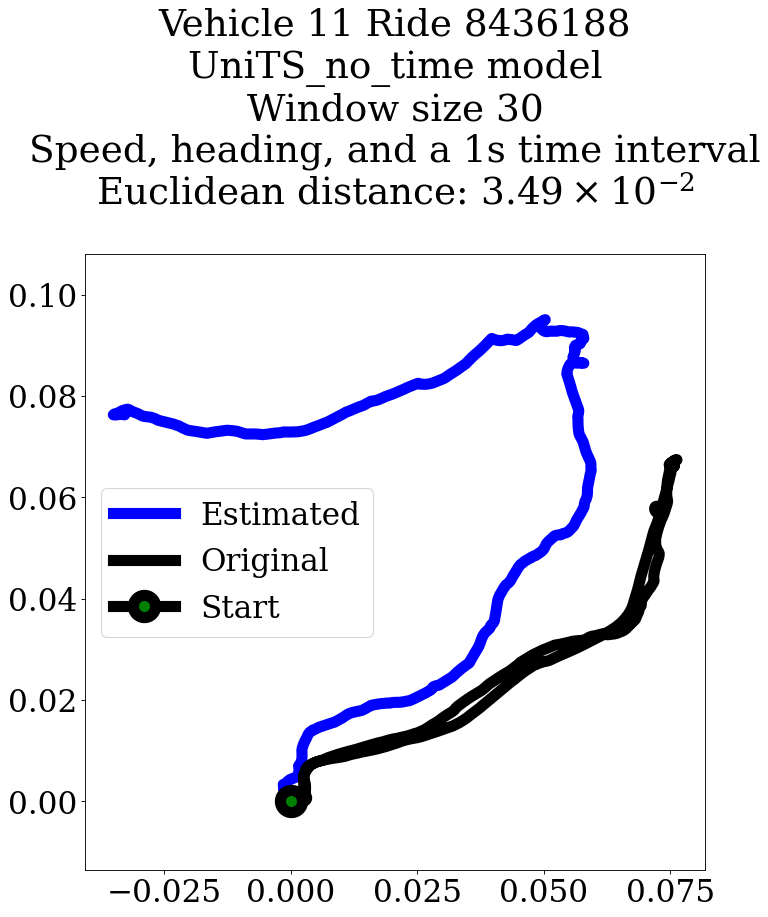 Vehicle 11 Ride 8436188
UniTS_no_time model
Window size 30
Speed, heading, and a 1s time interval
Euclidean distance: 3.49 × 10⁻²
0.10
0.08
0.06
0.04
0.02
0.00
Estimated
Original
Start
−0.025 0.000 0.025 0.050 0.075